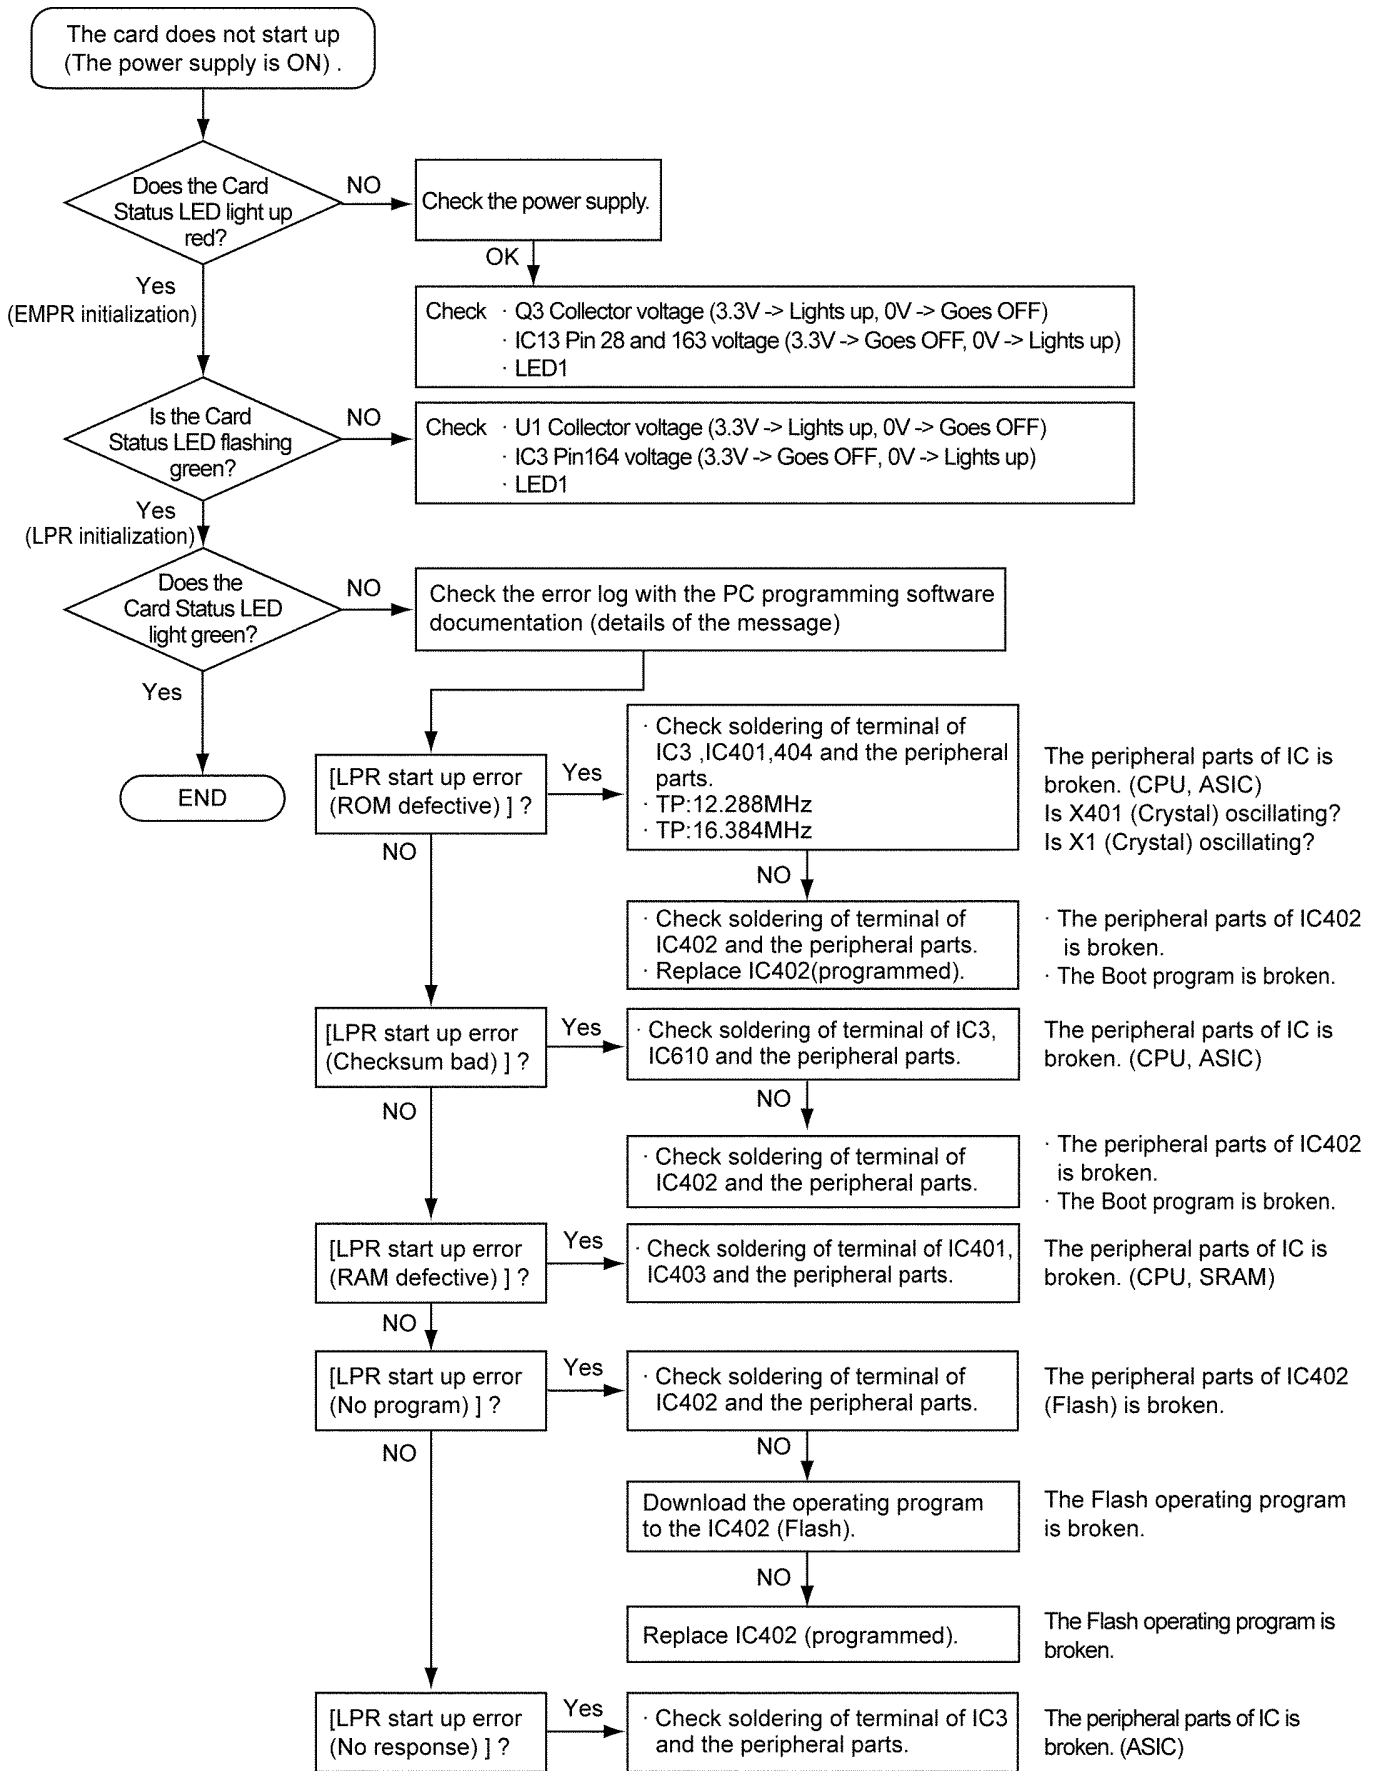 The card does not start up
(The power supply is ON) .
Does the Card
Status LED light up
red?
NO
Check the power supply.
OK
Yes
(EMPR initialization)
Check · Q3 Collector voltage (3.3V -> Lights up, 0V -> Goes OFF)
· IC13 Pin 28 and 163 voltage (3.3V -> Goes OFF, 0V -> Lights up)
· LED1
Is the Card
Status LED flashing
green?
NO
Check · U1 Collector voltage (3.3V -> Lights up, 0V -> Goes OFF)
· IC3 Pin164 voltage (3.3V -> Goes OFF, 0V -> Lights up)
· LED1
Yes
(LPR initialization)
Does the
Card Status LED
light green?
NO
Check the error log with the PC programming software
documentation (details of the message)
Yes
END
[LPR start up error
(ROM defective) ] ?
Yes
· Check soldering of terminal of
IC3 ,IC401,404 and the peripheral
parts.
· TP:12.288MHz
· TP:16.384MHz
The peripheral parts of IC is
broken. (CPU, ASIC)
Is X401 (Crystal) oscillating?
Is X1 (Crystal) oscillating?
NO
NO
· Check soldering of terminal of
IC402 and the peripheral parts.
· Replace IC402(programmed).
· The peripheral parts of IC402
is broken.
· The Boot program is broken.
[LPR start up error
(Checksum bad) ] ?
Yes
· Check soldering of terminal of IC3,
IC610 and the peripheral parts.
The peripheral parts of IC is
broken. (CPU, ASIC)
NO
NO
· Check soldering of terminal of
IC402 and the peripheral parts.
· The peripheral parts of IC402
is broken.
· The Boot program is broken.
[LPR start up error
(RAM defective) ] ?
Yes
· Check soldering of terminal of IC401,
IC403 and the peripheral parts.
The peripheral parts of IC is
broken. (CPU, SRAM)
NO
[LPR start up error
(No program) ] ?
Yes
· Check soldering of terminal of
IC402 and the peripheral parts.
The peripheral parts of IC402
(Flash) is broken.
NO
NO
Download the operating program
to the IC402 (Flash).
The Flash operating program
is broken.
NO
Replace IC402 (programmed).
The Flash operating program is
broken.
[LPR start up error
(No response) ] ?
Yes
· Check soldering of terminal of IC3
and the peripheral parts.
The peripheral parts of IC is
broken. (ASIC)